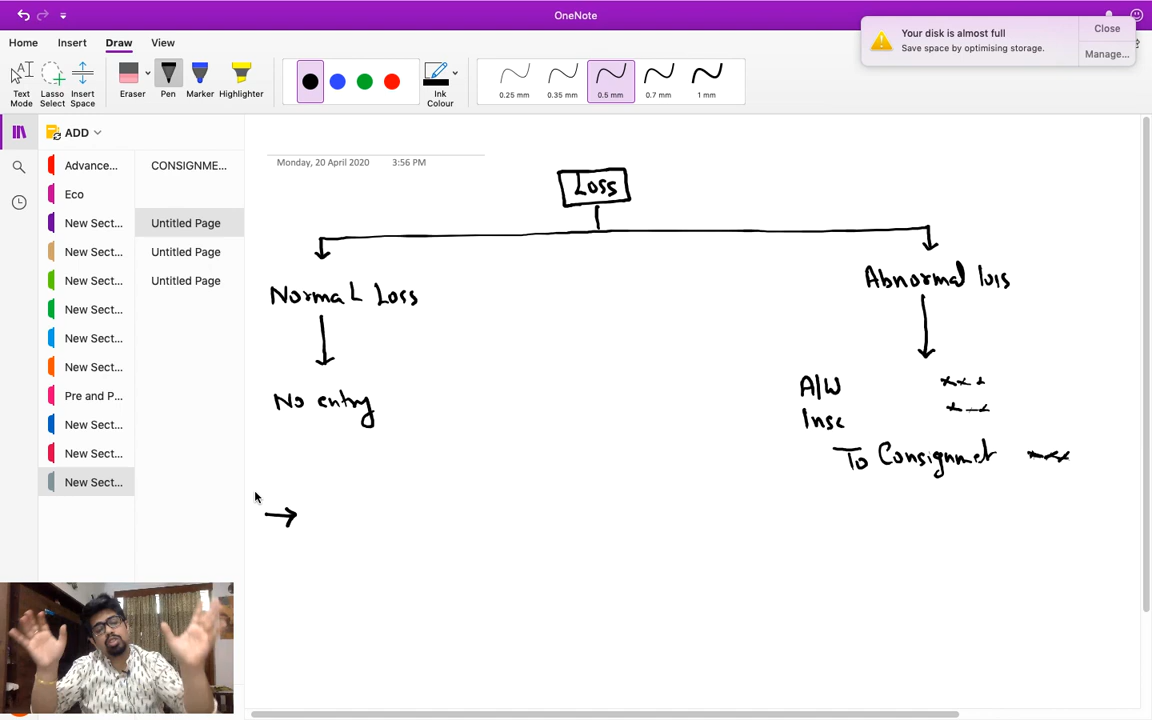 OneNote
Your disk is almost full
Save space by optimising storage.
Close
Manage...
Home
Insert
Draw
View
Text Mode
Lasso Select
Insert Space
Eraser
Pen
Marker
Highlighter
Ink Colour
0.25 mm
0.35 mm
0.5 mm
0.7 mm
1 mm
ADD
Advance...
Eco
New Sect...
New Sect...
New Sect...
New Sect...
New Sect...
New Sect...
Pre and P...
New Sect...
New Sect...
New Sect...
CONSIGNME...
Untitled Page
Untitled Page
Untitled Page
Monday, 20 April 2020 3:56 PM
Loss
Normal Loss
Abnormal loss
No entry
A/W xxx
Insc xxx
To Consignmet xxx